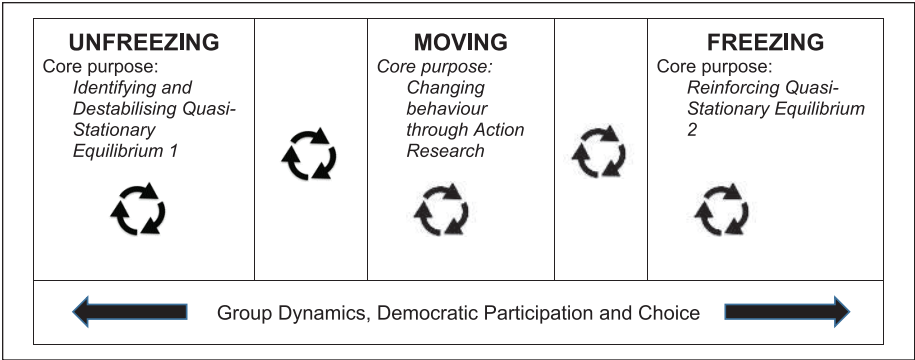 UNFREEZING
Core purpose:
Identifying and
Destabilising Quasi-
Stationary
Equilibrium 1
MOVING
Core purpose:
Changing
behaviour
through Action
Research
FREEZING
Core purpose:
Reinforcing Quasi-
Stationary Equilibrium
2
Group Dynamics, Democratic Participation and Choice